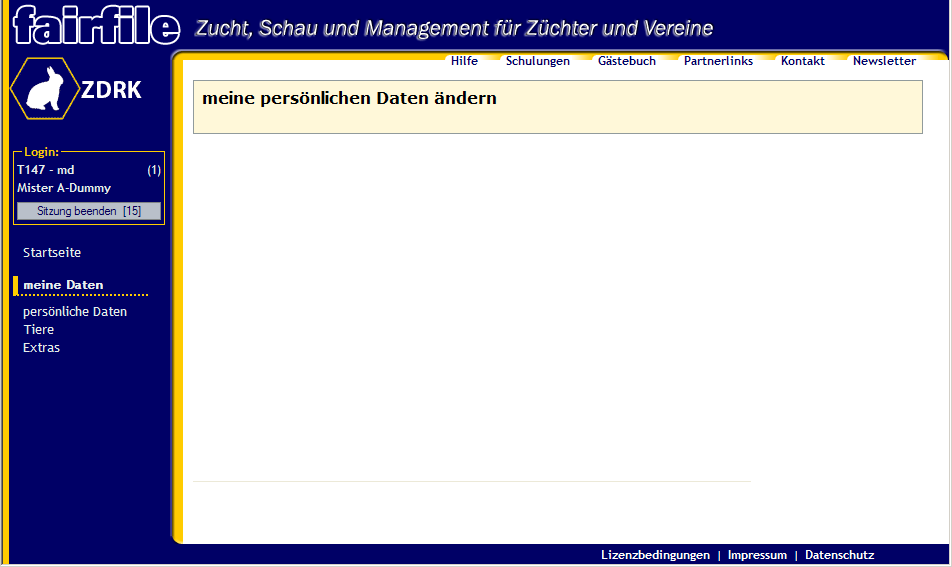 fairfile
Zucht, Schau und Management für Züchter und Vereine
Hilfe Schulungen Gästebuch Partnerlinks Kontakt Newsletter
ZDRK
meine persönlichen Daten ändern
Login:
T147 - md (1)
Mister A-Dummy
Sitzung beenden [15]
Startseite
meine Daten
persönliche Daten
Tiere
Extras
Lizenzbedingungen | Impressum | Datenschutz